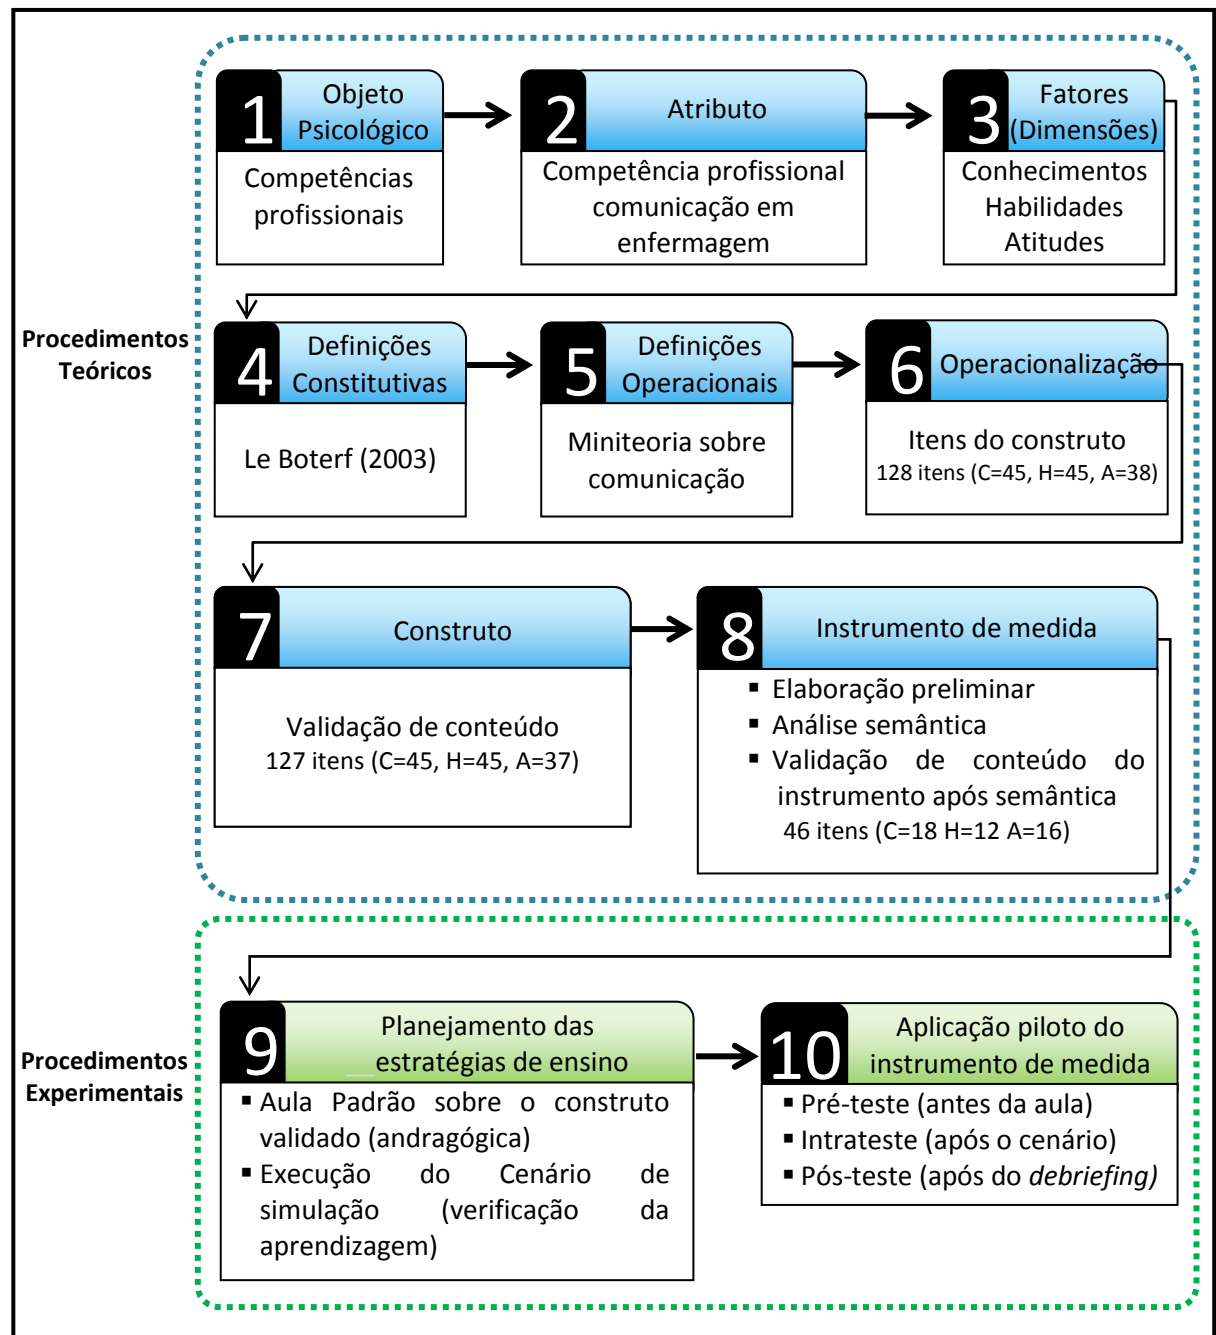 1
Objeto
Psicológico
Competências
profissionais
2
Atributo
Competência profissional
comunicação em
enfermagem
3
Fatores
(Dimensões)
Conhecimentos
Habilidades
Atitudes
Procedimentos
Teóricos
4
Definições
Constitutivas
Le Boterf (2003)
5
Definições
Operacionais
Miniteoria sobre
comunicação
6
Operacionalização
Itens do construto
128 itens (C=45, H=45, A=38)
7
Construto
Validação de conteúdo
127 itens (C=45, H=45, A=37)
8
Instrumento de medida
▪ Elaboração preliminar
▪ Análise semântica
▪ Validação de conteúdo do
instrumento após semântica
46 itens (C=18 H=12 A=16)
Procedimentos
Experimentais
9
Planejamento das
estratégias de ensino
▪ Aula Padrão sobre o construto
validado (andragógica)
▪ Execução do Cenário de
simulação (verificação da
aprendizagem)
10
Aplicação piloto do
instrumento de medida
▪ Pré-teste (antes da aula)
▪ Intrateste (após o cenário)
▪ Pós-teste (após do debriefing)